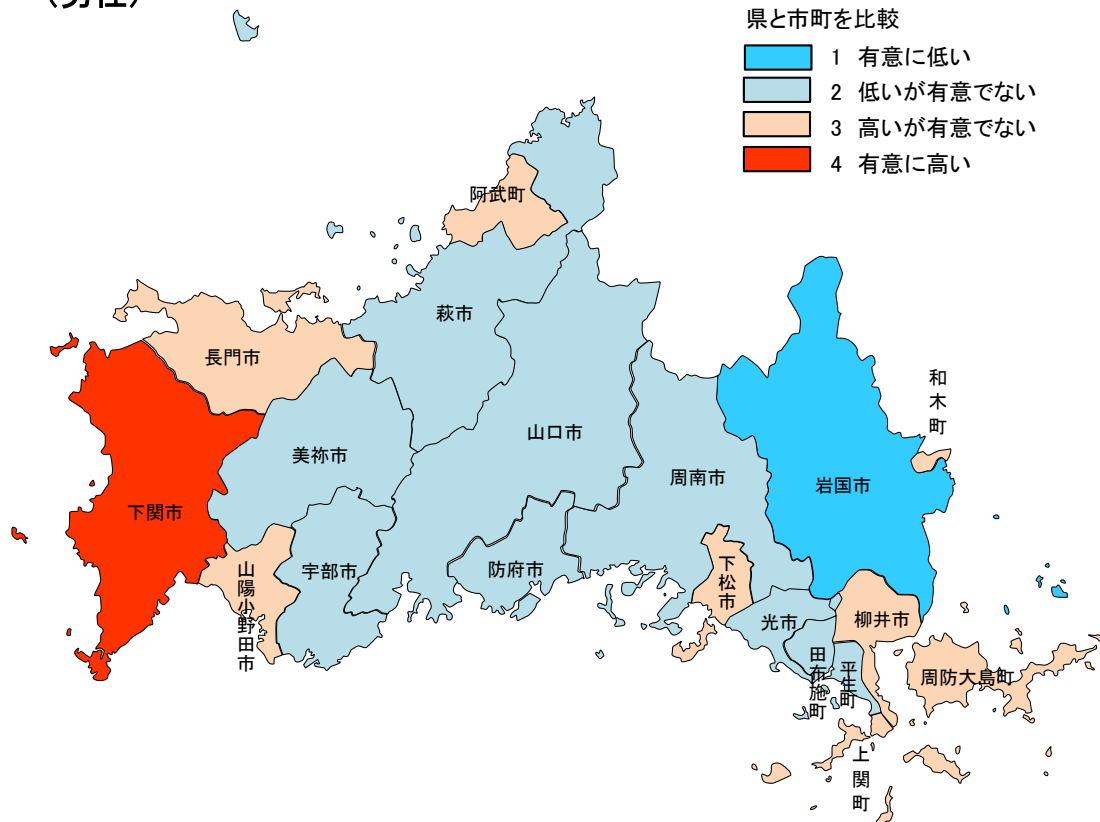 （男性）
県と市町を比較
1 有意に低い
2 低いが有意でない
3 高いが有意でない
4 有意に高い
阿武町
萩市
長門市
和木町
山口市
美祢市
周南市
岩国市
下関市
宇部市
防府市
山陽小野田市
下松市
光市
柳井市
田布施町
平生町
周防大島町
上関町